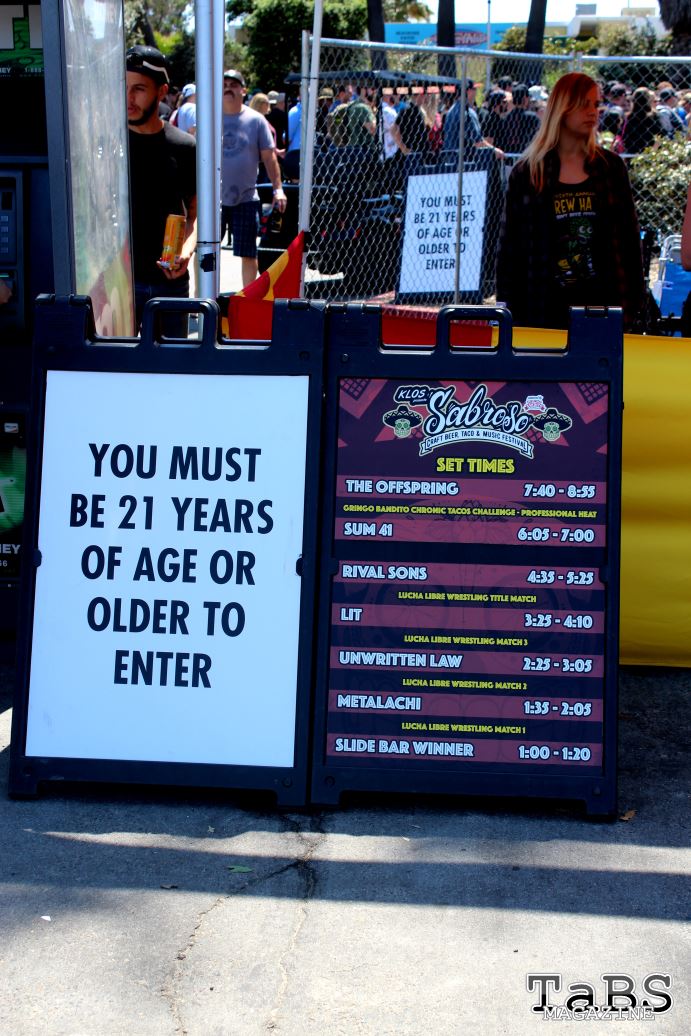 YOU MUST
BE 21 YEARS
OF AGE OR
OLDER TO
ENTER
YOU MUST
BE 21 YEARS
OF AGE OR
OLDER TO
ENTER
KLOS
Sabroso
CRAFT BEER, TACO & MUSIC FESTIVAL
SET TIMES
THE OFFSPRING 7:40 - 8:55
GRINGO BANDITO CHRONIC TACOS CHALLENGE - PROFESSIONAL HEAT
SUM 41 6:05 - 7:00
RIVAL SONS 4:35 - 5:25
LUCHA LIBRE WRESTLING TITLE MATCH
LIT 3:25 - 4:10
LUCHA LIBRE WRESTLING MATCH 3
UNWRITTEN LAW 2:25 - 3:05
LUCHA LIBRE WRESTLING MATCH 2
METALACHI 1:35 - 2:05
LUCHA LIBRE WRESTLING MATCH 1
SLIDE BAR WINNER 1:00 - 1:20
TaBS
MAGAZINE